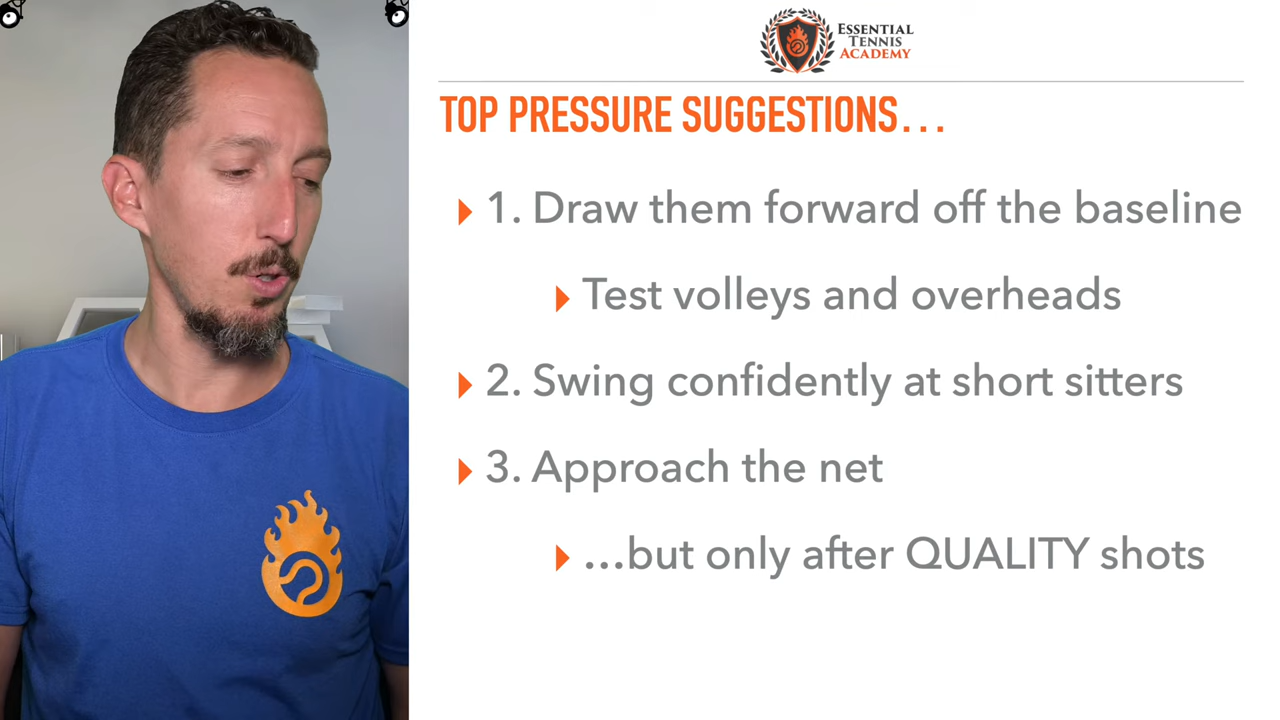 ESSENTIAL
TENNIS
ACADEMY
TOP PRESSURE SUGGESTIONS...
1. Draw them forward off the baseline
Test volleys and overheads
2. Swing confidently at short sitters
3. Approach the net
...but only after QUALITY shots